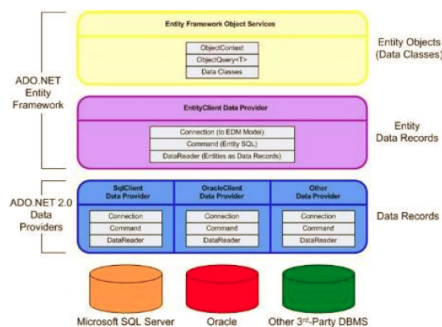 Entity Framework Object Services
ObjectContext
ObjectQuery<T>
Data Classes
Entity Objects
(Data Classes)
ADO.NET
Entity
Framework
EntityClient Data Provider
Connection (to EDM Model)
Command (Entity SQL)
DataReader (Entities as Data Records)
Entity
Data Records
ADO.NET 2.0
Data
Providers
SqlClient
Data Provider
Connection
Command
DataReader
OracleClient
Data Provider
Connection
Command
DataReader
Other
Data Provider
Connection
Command
DataReader
Data Records
Microsoft SQL Server
Oracle
Other 3rd-Party DBMS